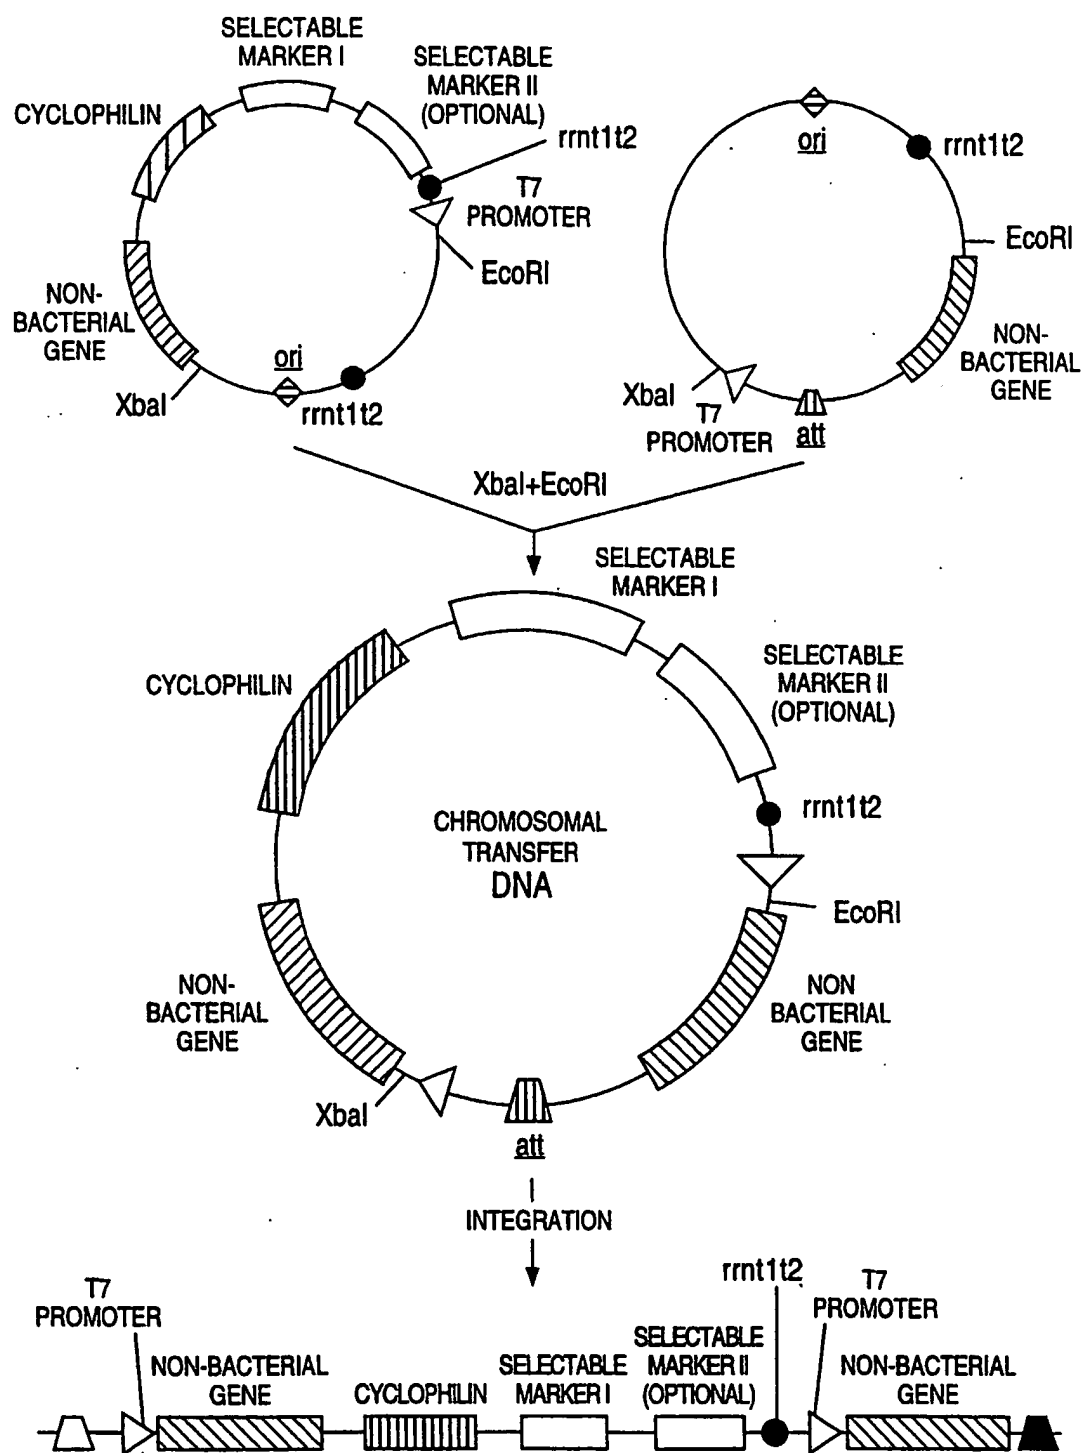 SELECTABLE
MARKER I
SELECTABLE
MARKER II
(OPTIONAL)
CYCLOPHILIN
rrnt1t2
T7
PROMOTER
EcoRI
NON-
BACTERIAL
GENE
ori
XbaI
rrnt1t2
ori
rrnt1t2
EcoRI
NON-
BACTERIAL
GENE
XbaI
T7
PROMOTER
att
XbaI+EcoRI
SELECTABLE
MARKER I
SELECTABLE
MARKER II
(OPTIONAL)
CYCLOPHILIN
rrnt1t2
CHROMOSOMAL
TRANSFER
DNA
EcoRI
NON-
BACTERIAL
GENE
NON
BACTERIAL
GENE
XbaI
att
INTEGRATION
rrnt1t2
T7
PROMOTER
T7
PROMOTER
NON-BACTERIAL
GENE
CYCLOPHILIN
SELECTABLE
MARKER I
SELECTABLE
MARKER II
(OPTIONAL)
NON-BACTERIAL
GENE